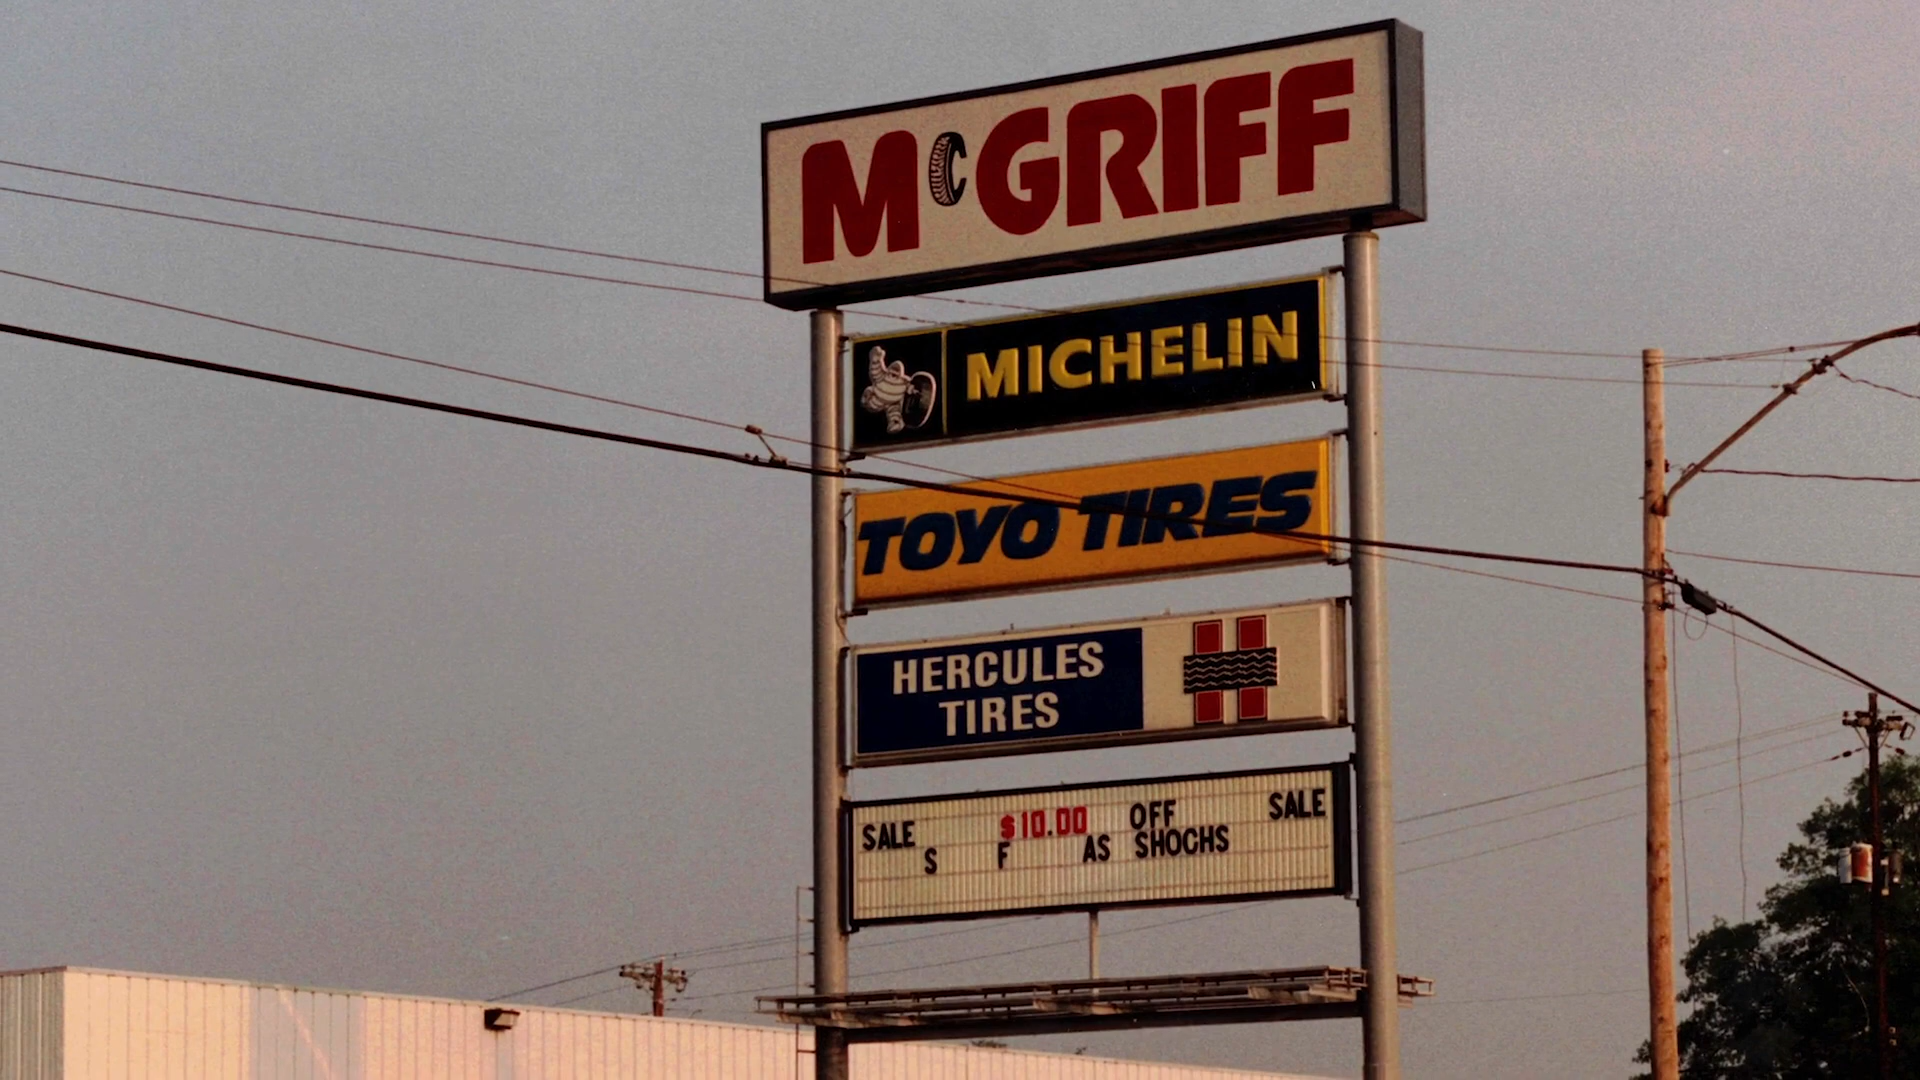 McGRIFF
MICHELIN
TOYO TIRES
HERCULES
TIRES
SALE $10.00 OFF SALE
S F AS SHOCHS